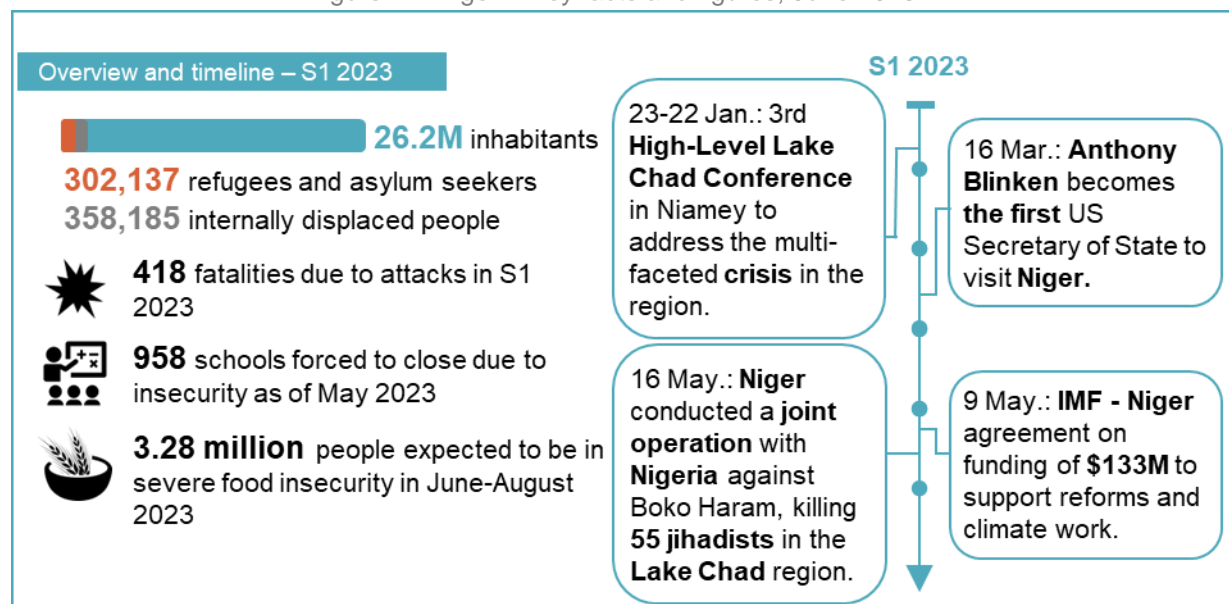 Overview and timeline – S1 2023
26.2M inhabitants
302,137 refugees and asylum seekers
358,185 internally displaced people
418 fatalities due to attacks in S1
2023
958 schools forced to close due to
insecurity as of May 2023
3.28 million people expected to be in
severe food insecurity in June-August
2023
S1 2023
23-22 Jan.: 3rd
High-Level Lake
Chad Conference
in Niamey to
address the multi-
faceted crisis in the
region.
16 Mar.: Anthony
Blinken becomes
the first US
Secretary of State to
visit Niger.
16 May.: Niger
conducted a joint
operation with
Nigeria against
Boko Haram, killing
55 jihadists in the
Lake Chad region.
9 May.: IMF - Niger
agreement on
funding of $133M to
support reforms and
climate work.